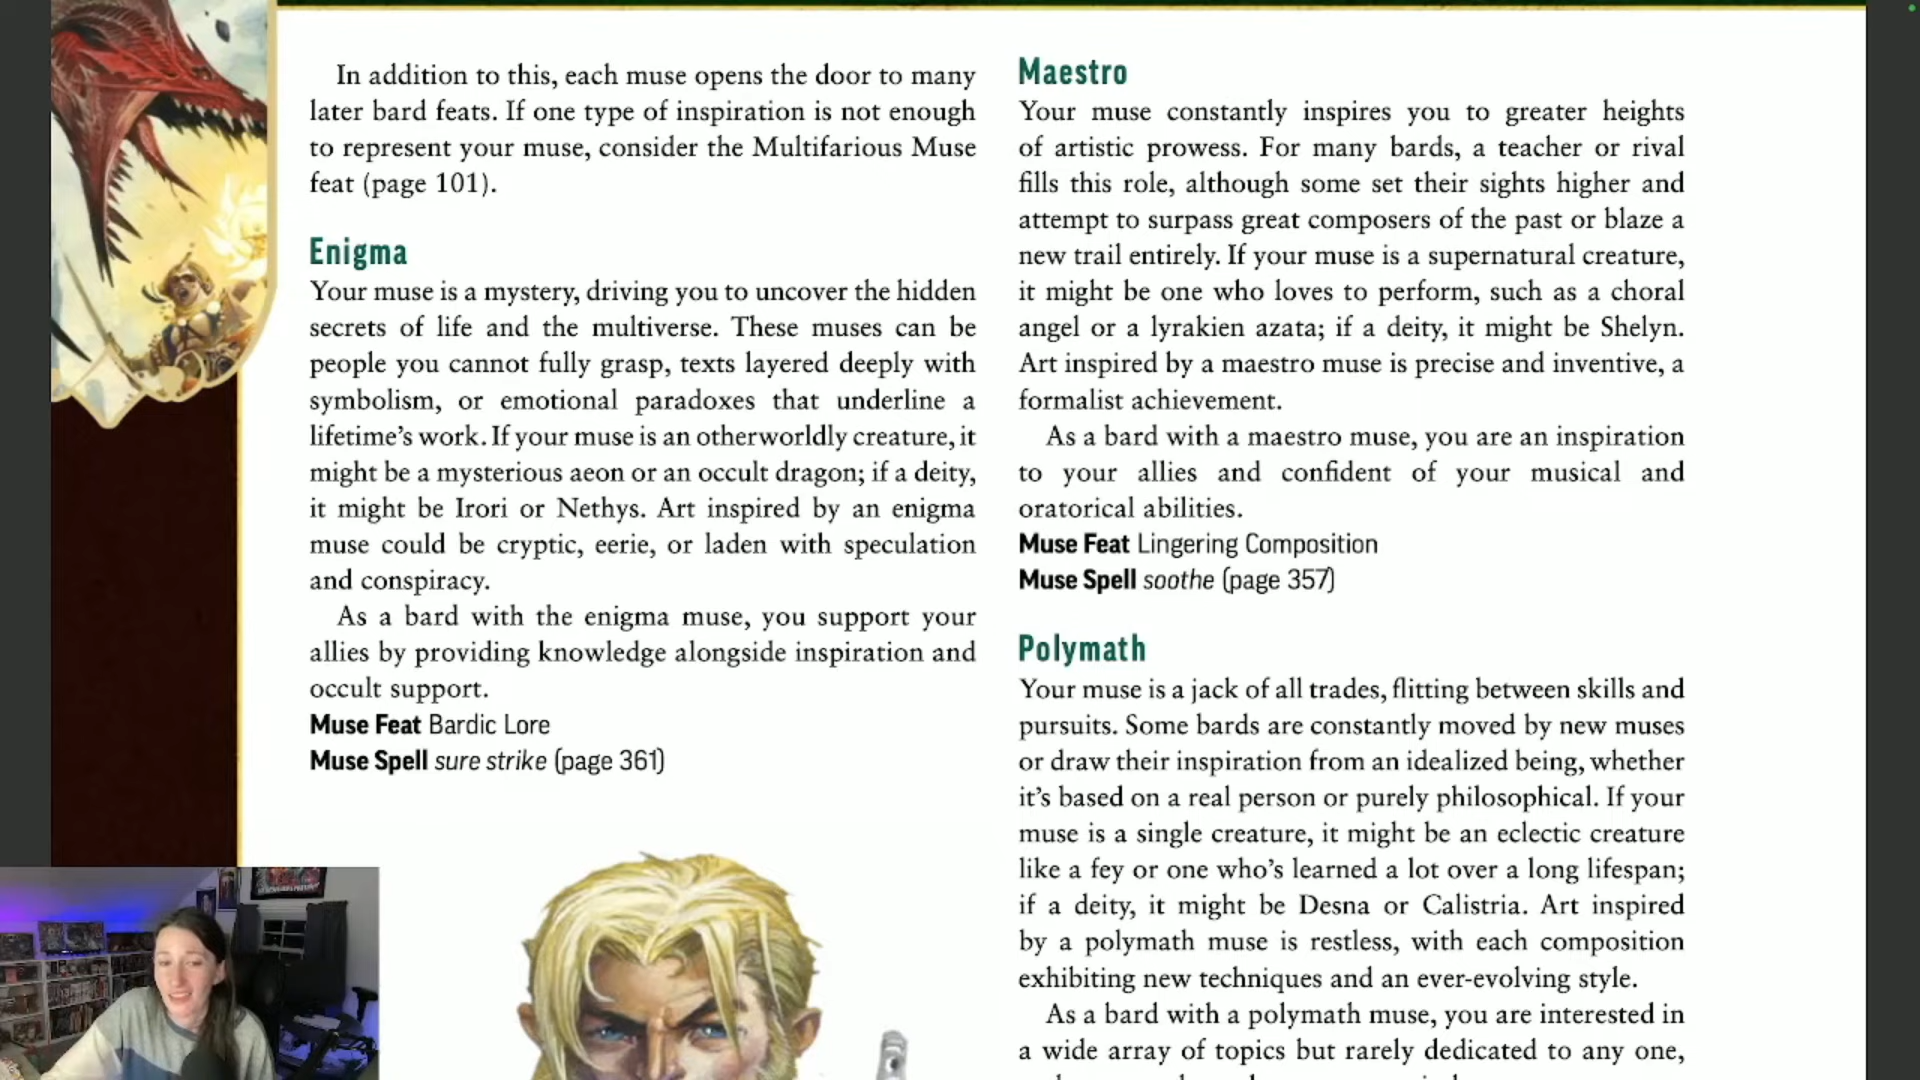 In addition to this, each muse opens the door to many
later bard feats. If one type of inspiration is not enough
to represent your muse, consider the Multifarious Muse
feat (page 101).
Enigma
Your muse is a mystery, driving you to uncover the hidden
secrets of life and the multiverse. These muses can be
people you cannot fully grasp, texts layered deeply with
symbolism, or emotional paradoxes that underline a
lifetime's work. If your muse is an otherworldly creature, it
might be a mysterious aeon or an occult dragon; if a deity,
it might be Irori or Nethys. Art inspired by an enigma
muse could be cryptic, eerie, or laden with speculation
and conspiracy.
As a bard with the enigma muse, you support your
allies by providing knowledge alongside inspiration and
occult support.
Muse Feat Bardic Lore
Muse Spell sure strike (page 361)
Maestro
Your muse constantly inspires you to greater heights
of artistic prowess. For many bards, a teacher or rival
fills this role, although some set their sights higher and
attempt to surpass great composers of the past or blaze a
new trail entirely. If your muse is a supernatural creature,
it might be one who loves to perform, such as a choral
angel or a lyrakien azata; if a deity, it might be Shelyn.
Art inspired by a maestro muse is precise and inventive, a
formalist achievement.
As a bard with a maestro muse, you are an inspiration
to your allies and confident of your musical and
oratorical abilities.
Muse Feat Lingering Composition
Muse Spell soothe (page 357)
Polymath
Your muse is a jack of all trades, flitting between skills and
pursuits. Some bards are constantly moved by new muses
or draw their inspiration from an idealized being, whether
it's based on a real person or purely philosophical. If your
muse is a single creature, it might be an eclectic creature
like a fey or one who's learned a lot over a long lifespan;
if a deity, it might be Desna or Calistria. Art inspired
by a polymath muse is restless, with each composition
exhibiting new techniques and an ever-evolving style.
As a bard with a polymath muse, you are interested in
a wide array of topics but rarely dedicated to any one,